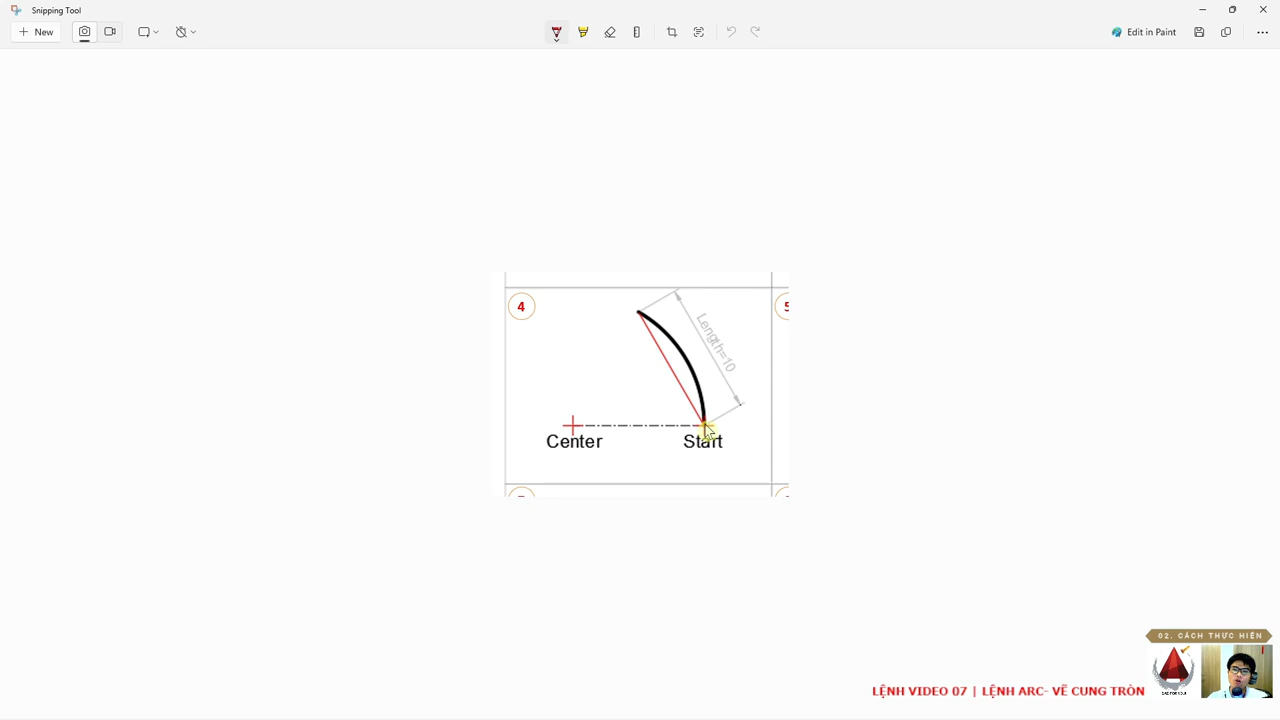 Snipping Tool
New
Edit in Paint
4
5
Length=10
Center
Start
02. CÁCH THỰC HIỆN
LỆNH VIDEO 07 | LỆNH ARC- VẼ CUNG TRÒN